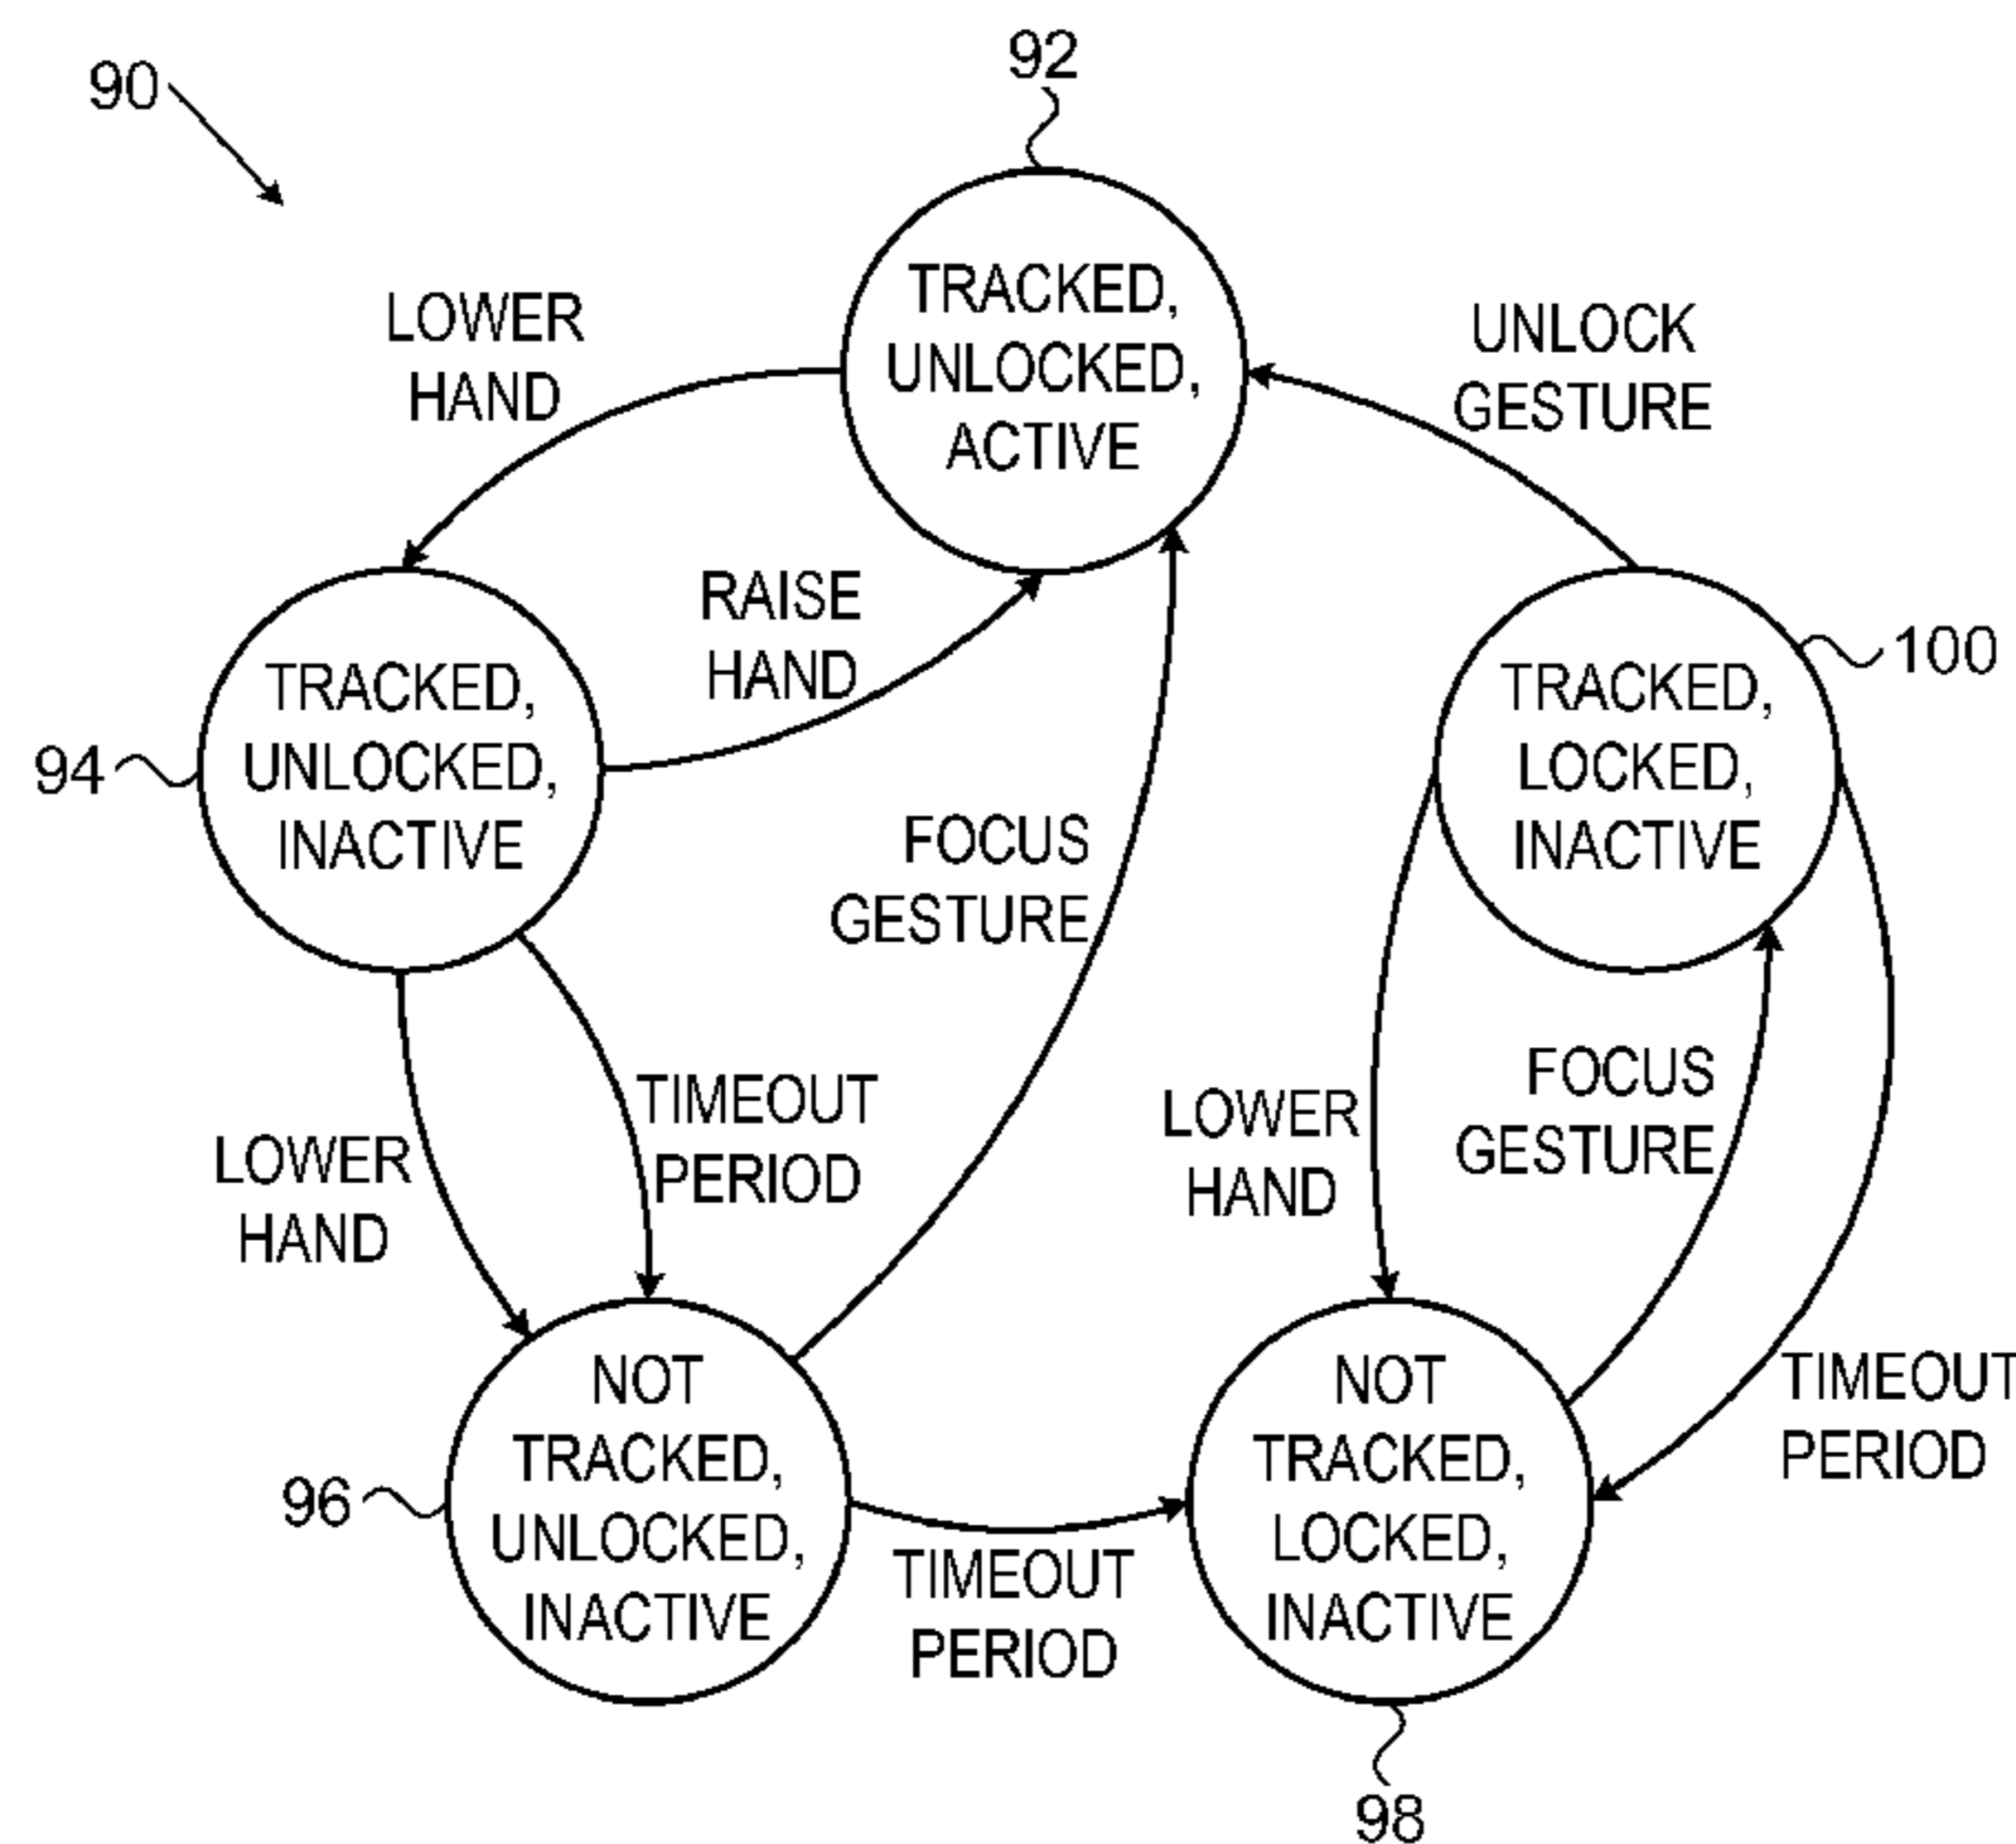 90
92
TRACKED,
UNLOCKED,
ACTIVE
LOWER
HAND
UNLOCK
GESTURE
RAISE
HAND
94
TRACKED,
UNLOCKED,
INACTIVE
100
TRACKED,
LOCKED,
INACTIVE
FOCUS
GESTURE
LOWER
HAND
TIMEOUT
PERIOD
LOWER
HAND
FOCUS
GESTURE
TIMEOUT
PERIOD
96
NOT
TRACKED,
UNLOCKED,
INACTIVE
TIMEOUT
PERIOD
NOT
TRACKED,
LOCKED,
INACTIVE
98